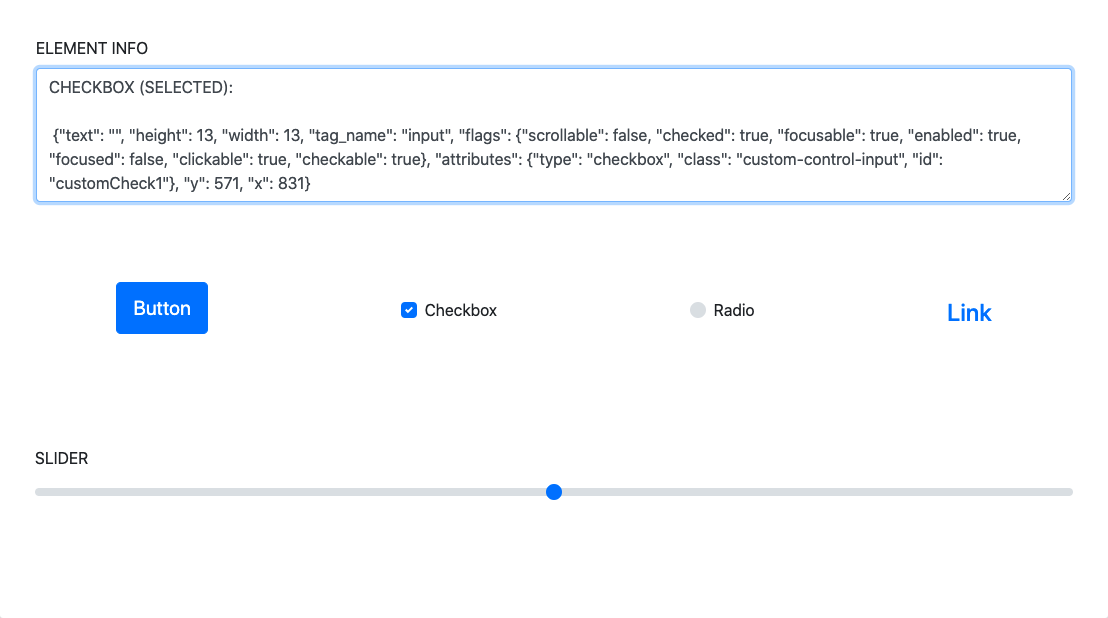 ELEMENT INFO
CHECKBOX (SELECTED):
{"text": "", "height": 13, "width": 13, "tag_name": "input", "flags": {"scrollable": false, "checked": true, "focusable": true, "enabled": true,
"focused": false, "clickable": true, "checkable": true}, "attributes": {"type": "checkbox", "class": "custom-control-input", "id":
"customCheck1"}, "y": 571, "x": 831}
Button
Checkbox
Radio
Link
SLIDER